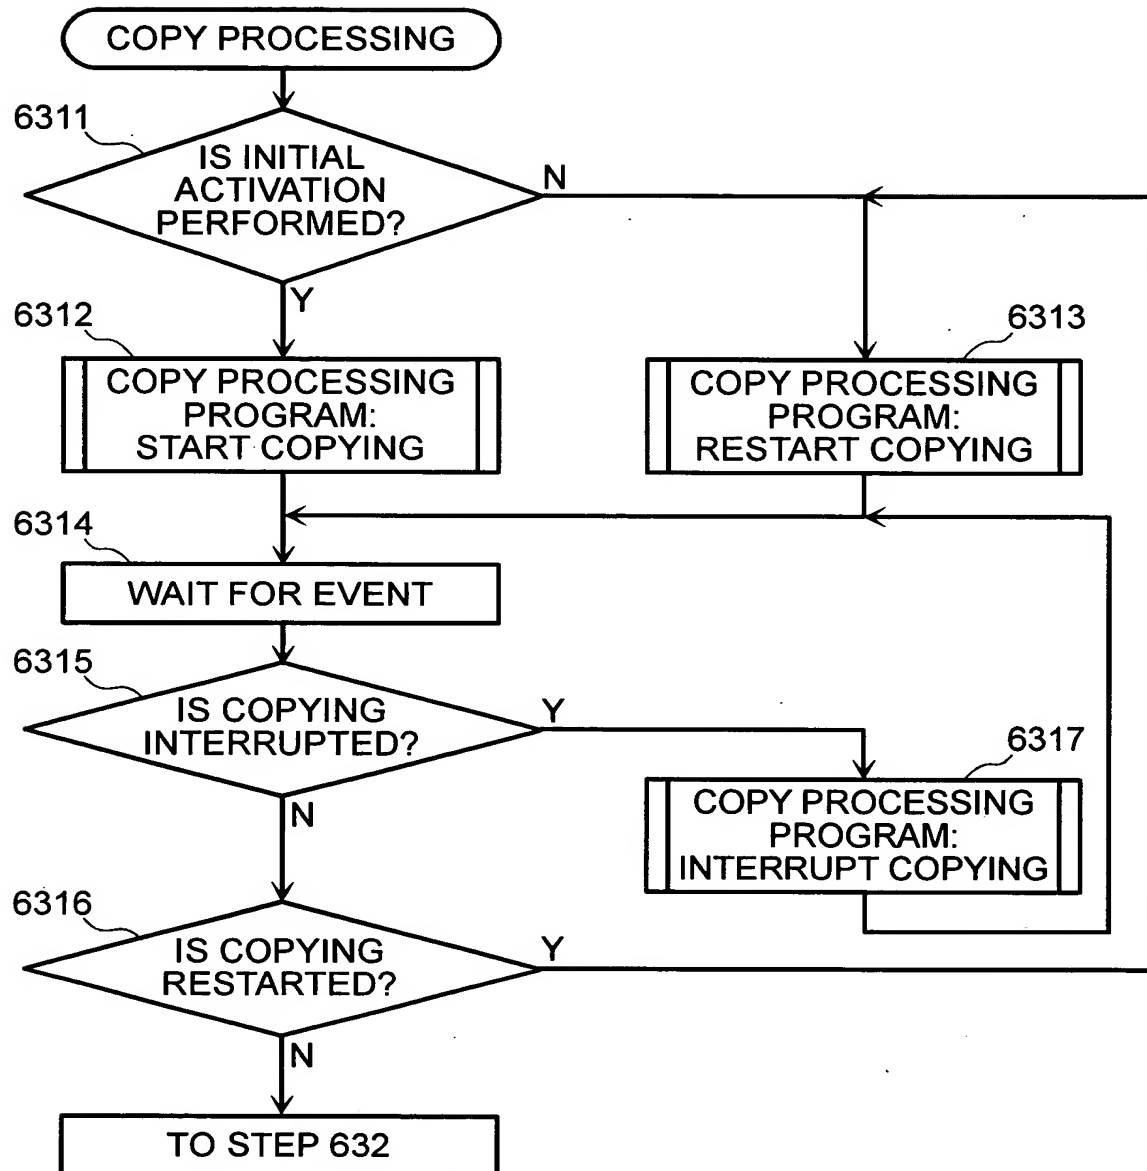 COPY PROCESSING
6311
IS INITIAL
ACTIVATION
PERFORMED?
N
Y
6312
COPY PROCESSING
PROGRAM:
START COPYING
6313
COPY PROCESSING
PROGRAM:
RESTART COPYING
6314
WAIT FOR EVENT
6315
IS COPYING
INTERRUPTED?
Y
N
6317
COPY PROCESSING
PROGRAM:
INTERRUPT COPYING
6316
IS COPYING
RESTARTED?
Y
N
TO STEP 632